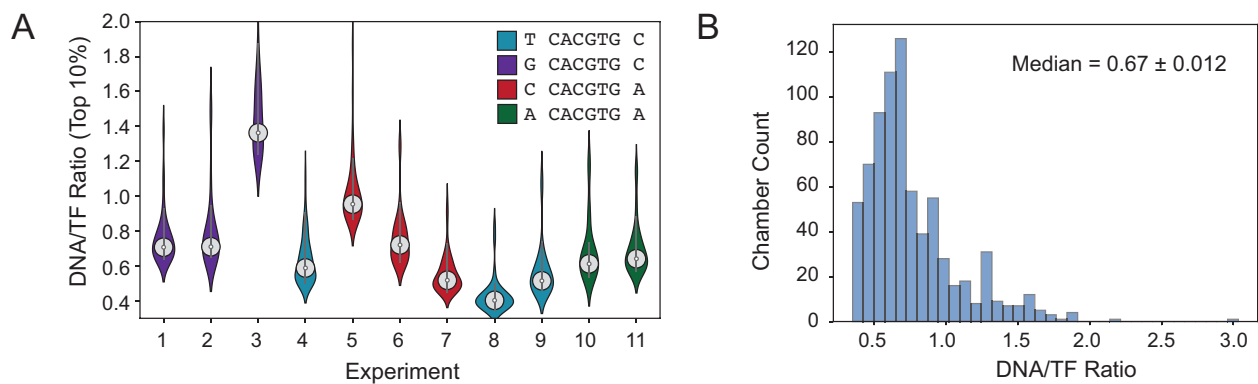 A
DNA/TF Ratio (Top 10%)
2.0
1.8
1.6
1.4
1.2
1.0
0.8
0.6
0.4
T CACGTG C
G CACGTG C
C CACGTG A
A CACGTG A
1 2 3 4 5 6 7 8 9 10 11
Experiment
B
Chamber Count
120
100
80
60
40
20
0
Median = 0.67 ± 0.012
0.5 1.0 1.5 2.0 2.5 3.0
DNA/TF Ratio